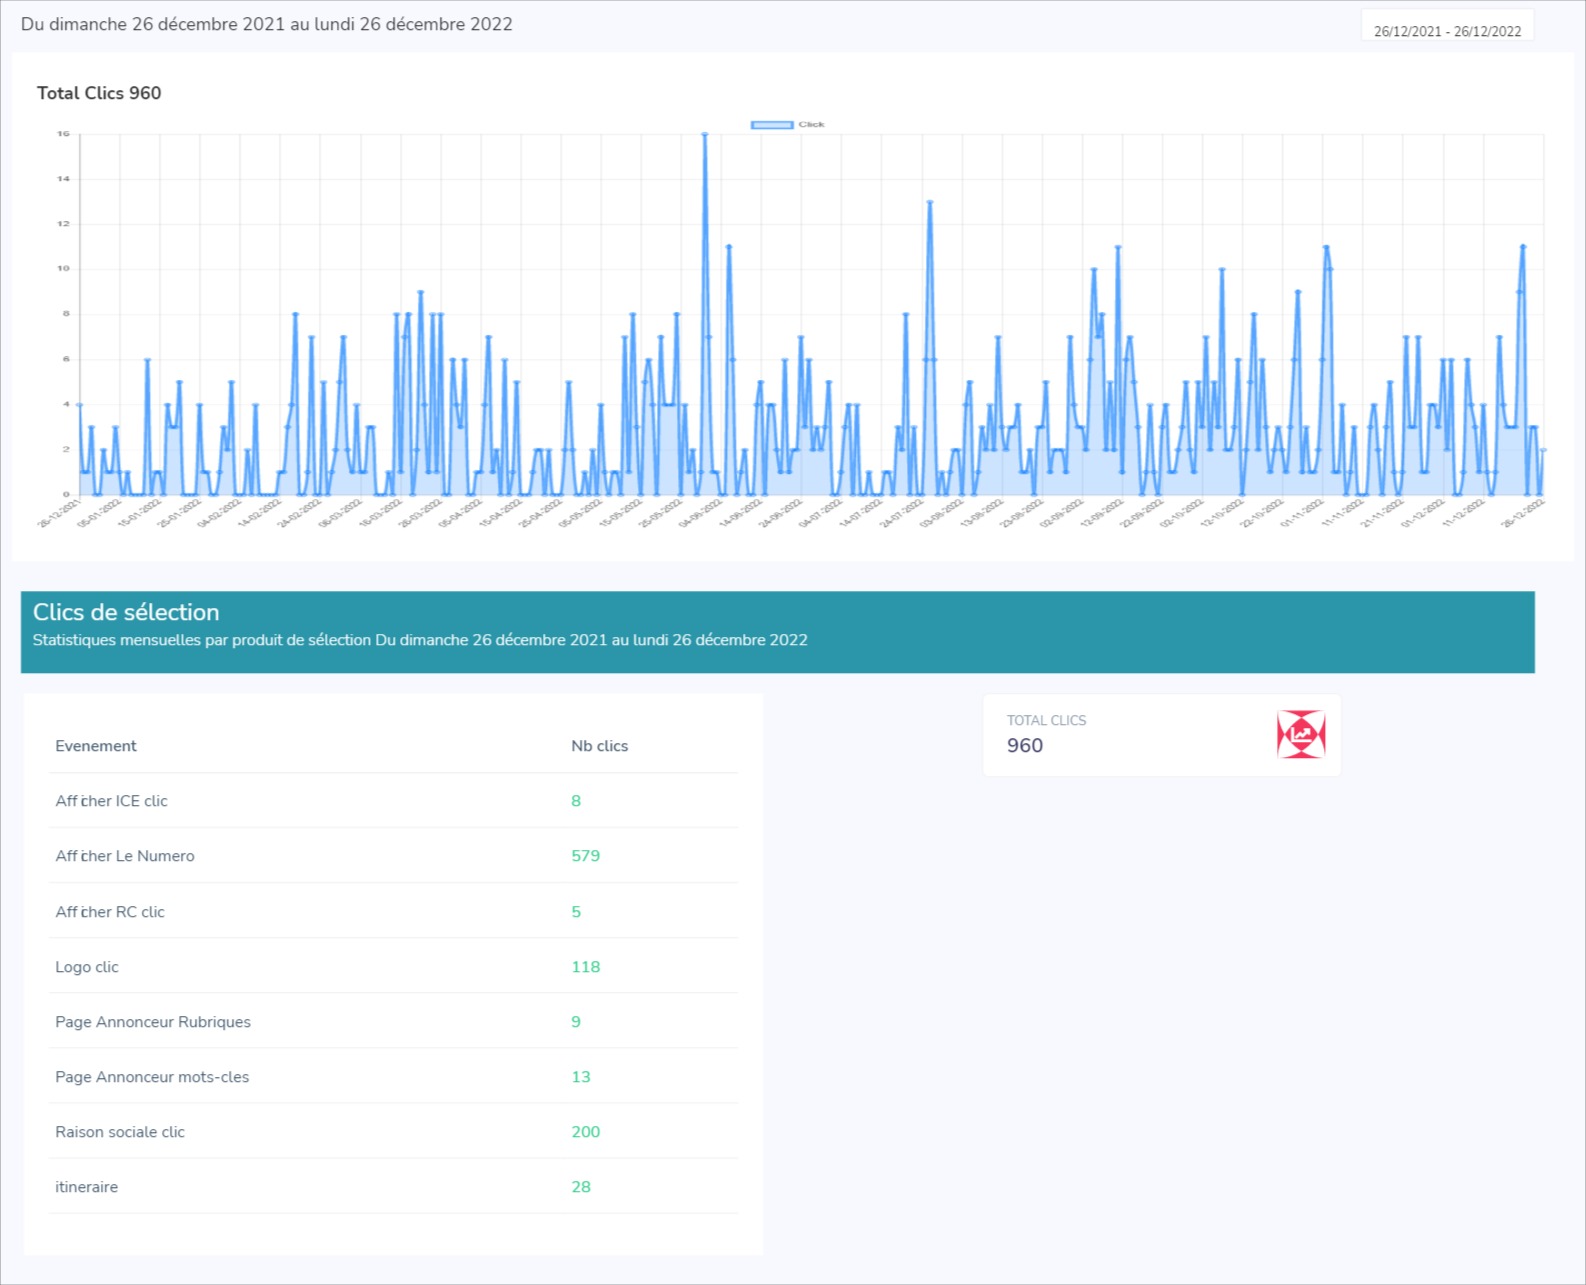 Du dimanche 26 décembre 2021 au lundi 26 décembre 2022
26/12/2021 - 26/12/2022
Total Clics 960
Click
16
14
12
10
8
6
4
2
0
26-12-2021
05-01-2022
15-01-2022
25-01-2022
04-02-2022
14-02-2022
24-02-2022
06-03-2022
16-03-2022
26-03-2022
05-04-2022
15-04-2022
25-04-2022
05-05-2022
15-05-2022
25-05-2022
04-06-2022
14-06-2022
24-06-2022
04-07-2022
14-07-2022
24-07-2022
03-08-2022
13-08-2022
23-08-2022
02-09-2022
12-09-2022
22-09-2022
02-10-2022
12-10-2022
22-10-2022
01-11-2022
11-11-2022
21-11-2022
01-12-2022
11-12-2022
26-12-2022
Clics de sélection
Statistiques mensuelles par produit de sélection Du dimanche 26 décembre 2021 au lundi 26 décembre 2022
Evenement Nb clics
Afficher ICE clic 8
Afficher Le Numero 579
Afficher RC clic 5
Logo clic 118
Page Annonceur Rubriques 9
Page Annonceur mots-cles 13
Raison sociale clic 200
itineraire 28
TOTAL CLICS
960